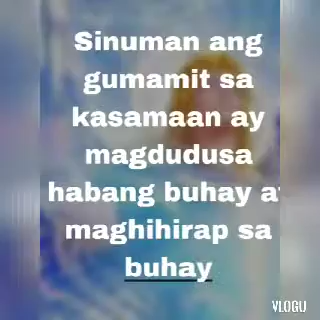 Sinuman ang
gumamit sa
kasamaan ay
magdudusa
habang buhay at
maghihirap sa
buhay
VLOGU